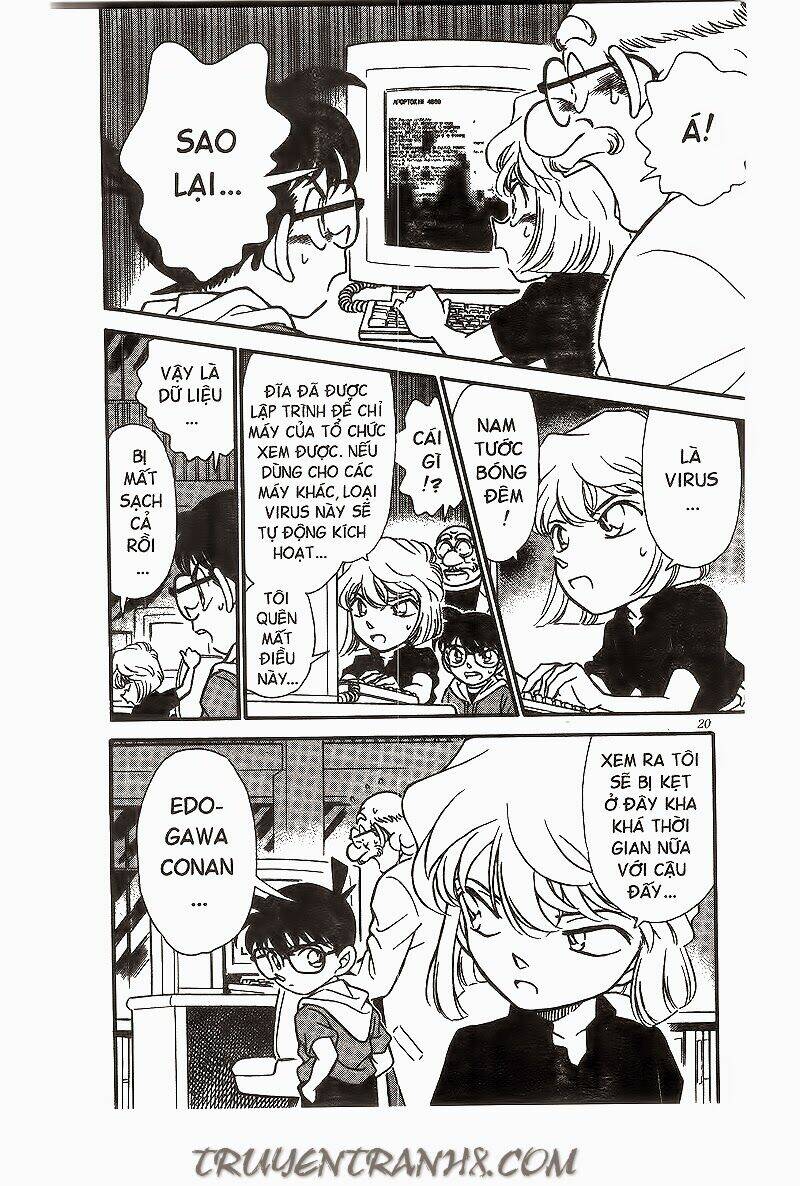 Á!
APOPTOXIN 4869
SAO
LẠI...
LÀ
VIRUS
...
NAM
TƯỚC
BÓNG
ĐÊM
!
CÁI
GÌ
!?
ĐĨA ĐÃ ĐƯỢC
LẬP TRÌNH ĐỂ CHỈ
MÁY CỦA TỔ CHỨC
XEM ĐƯỢC. NẾU
DÙNG CHO CÁC
MÁY KHÁC, LOẠI
VIRUS NÀY SẼ
TỰ ĐỘNG KÍCH
HOẠT...
TÔI
QUÊN
MẤT
ĐIỀU
NÀY...
VẬY LÀ
DỮ LIỆU
...
BỊ
MẤT
SẠCH
CẢ
RỒI
...
20
XEM RA TÔI
SẼ BỊ KẸT
Ở ĐÂY KHA
KHÁ THỜI
GIAN NỮA
VỚI CẬU
ĐẤY...
EDO-
GAWA
CONAN
...
TRUYENTRANH8.COM